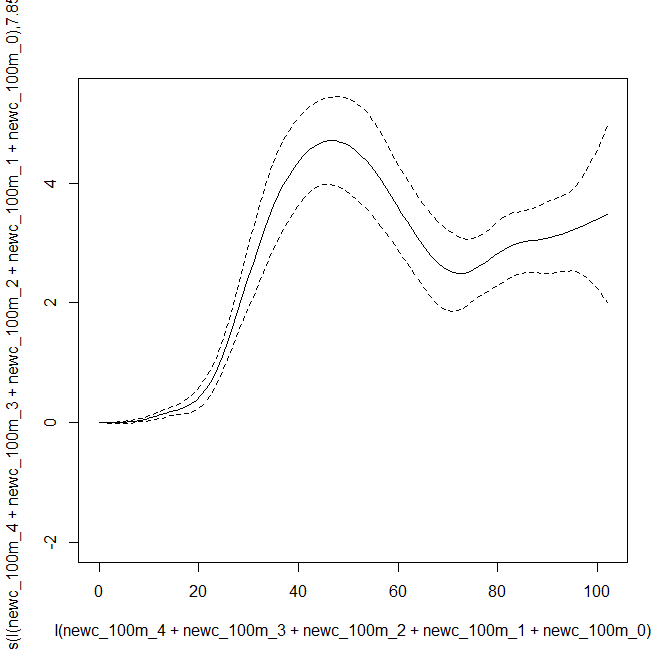 s(I(newc_100m_4 + newc_100m_3 + newc_100m_2 + newc_100m_1 + newc_100m_0),7.85
4
2
0
-2
0 20 40 60 80 100
I(newc_100m_4 + newc_100m_3 + newc_100m_2 + newc_100m_1 + newc_100m_0)